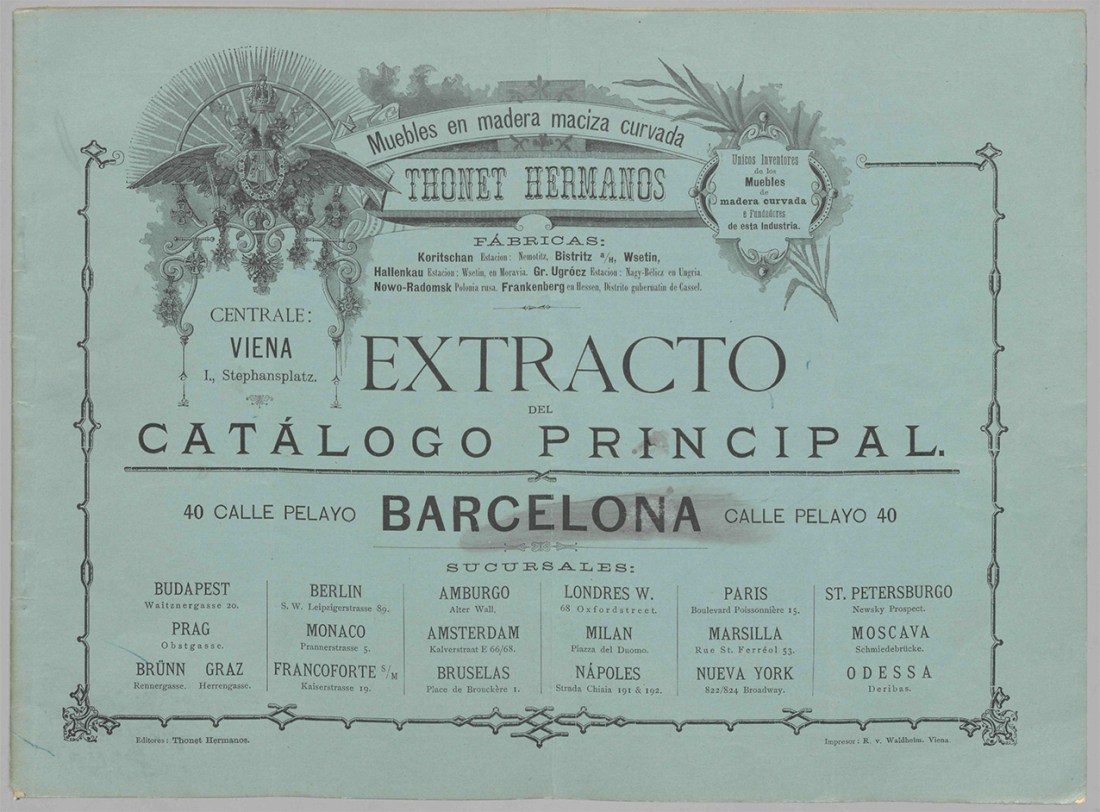 Muebles en madera maciza curvada
THONET HERMANOS
Unicos Inventores
de los
Muebles
de
madera curvada
e Fundedores
de esta Industria.
FÁBRICAS:
Koritschan Estacion: Nemotitz, Bistritz a/H, Wsetin,
Hallenkau Estacion: Wsetin, en Moravia. Gr. Ugrócz Estacion: Nagy-Bélicz en Ungria.
Nowo-Radomsk Polonia rusa. Frankenberg en Hessen, Distrito gubernatin de Cassel.
CENTRALE:
VIENA
I., Stephansplatz.
EXTRACTO
DEL
CATÁLOGO PRINCIPAL.
40 CALLE PELAYO BARCELONA CALLE PELAYO 40
SUCURSALES:
BUDAPEST
Waitznergasse 20.
PRAG
Obstgasse.
BRÜNN GRAZ
Rennergasse. Herrengasse.
BERLIN
S. W. Leipzigerstrasse 89.
MONACO
Prannerstrasse 5.
FRANCOFORTE S/M
Kaiserstrasse 19.
AMBURGO
Alter Wall.
AMSTERDAM
Kalverstraat E 66/68.
BRUSELAS
Place de Brouckère 1.
LONDRES W.
68 Oxfordstreet.
MILAN
Piazza del Duomo.
NÁPOLES
Strada Chiaia 191 & 192.
PARIS
Boulevard Poissonnière 15.
MARSILLA
Rue St. Ferréol 53.
NUEVA YORK
822/824 Broadway.
ST. PETERSBURGO
Newsky Prospect.
MOSCAVA
Schmiedebrücke.
ODESSA
Deribas.
Editores: Thonet Hermanos.
Impresor: R. v. Waldheim, Viena